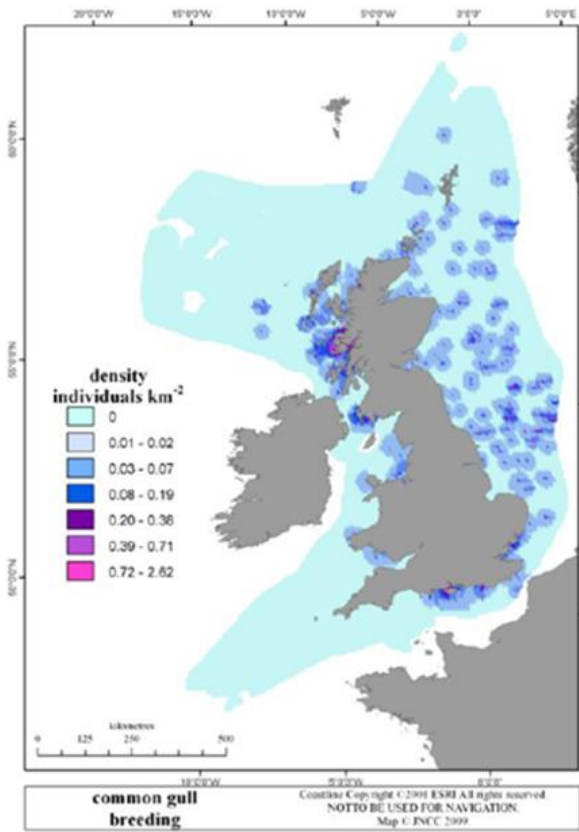 20°0'0"W 15°0'0"W 10°0'0"W 5°0'0"W 0°0'0" 5°0'0"E
density
individuals km-2
0
0.01 - 0.02
0.03 - 0.07
0.08 - 0.19
0.20 - 0.38
0.39 - 0.71
0.72 - 2.62
kilometres
0 125 250 500
5°0'0"W 0°0'0"
common gull
breeding
Coastline Copyright ©2001 ESRI All rights reserved.
NOT TO BE USED FOR NAVIGATION.
Map © JNCC 2009